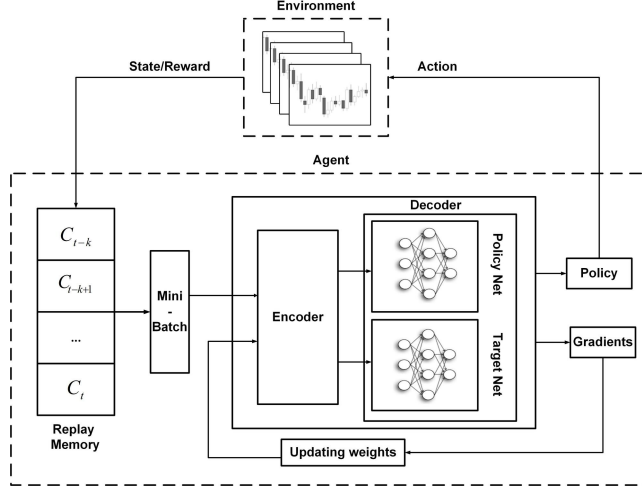 Environment
State/Reward
Action
Agent
C_{t-k}
C_{t-k+1}
...
C_t
Replay
Memory
Mini
-
Batch
Encoder
Decoder
Policy Net
Target Net
Policy
Gradients
Updating weights